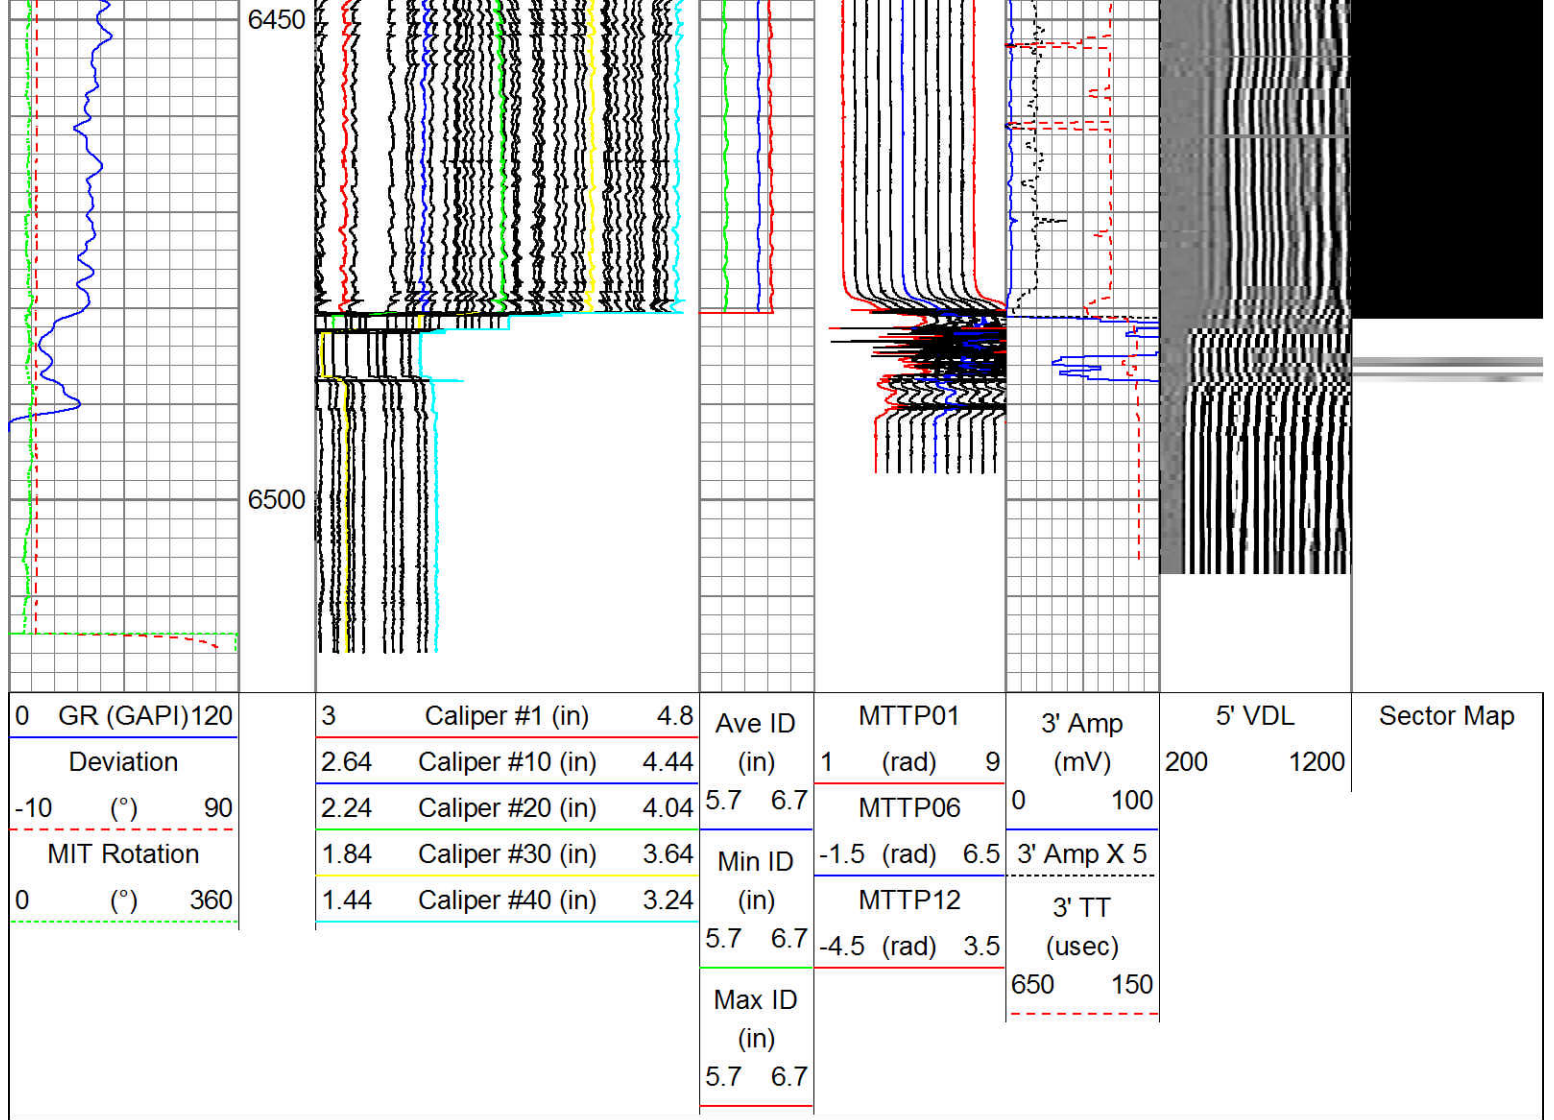 6450
6500
0 GR (GAPI) 120
Deviation
-10 (°) 90
MIT Rotation
0 (°) 360
3 Caliper #1 (in) 4.8
2.64 Caliper #10 (in) 4.44
2.24 Caliper #20 (in) 4.04
1.84 Caliper #30 (in) 3.64
1.44 Caliper #40 (in) 3.24
Ave ID
(in)
5.7 6.7
Min ID
(in)
5.7 6.7
Max ID
(in)
5.7 6.7
MTTP01
1 (rad) 9
MTTP06
-1.5 (rad) 6.5
MTTP12
-4.5 (rad) 3.5
3' Amp
(mV)
0 100
3' Amp X 5
3' TT
(usec)
650 150
5' VDL
200 1200
Sector Map